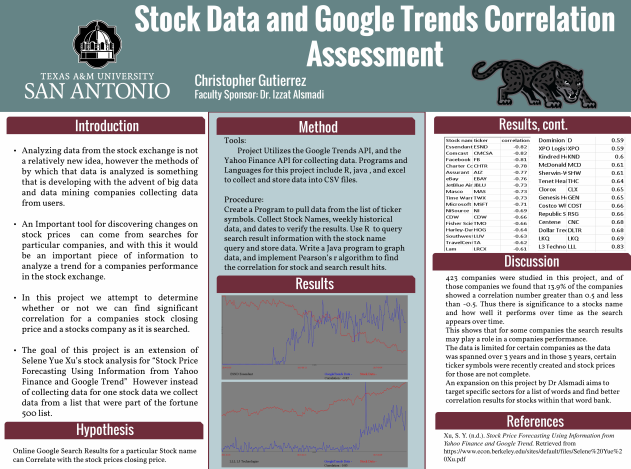 Stock Data and Google Trends Correlation
Assessment
TEXAS A&M UNIVERSITY
SAN ANTONIO
Christopher Gutierrez
Faculty Sponsor: Dr. Izzat Alsmadi
Introduction
• Analyzing data from the stock exchange is not
a relatively new idea, however the methods of
by which that data is analyzed is something
that is developing with the advent of big data
and data mining companies collecting data
from users.
• An Important tool for discovering changes on
stock prices can come from searches for
particular companies, and with this it would
be an important piece of information to
analyze a trend for a companies performance
in the stock exchange.
• In this project we attempt to determine
whether or not we can find significant
correlation for a companies stock closing
price and a stocks company as it is searched.
• The goal of this project is an extension of
Selene Yue Xu's stock analysis for "Stock Price
Forecasting Using Information from Yahoo
Finance and Google Trend" However instead
of collecting data for one stock data we collect
data from a list that were part of the fortune
500 list.
Hypothesis
Online Google Search Results for a particular Stock name
can Correlate with the stock prices closing price.
Method
Tools:
Project Utilizes the Google Trends API, and the
Yahoo Finance API for collecting data. Programs and
Languages for this project include R, java , and excel
to collect and store data into CSV files.
Procedure:
Create a Program to pull data from the list of ticker
symbols. Collect Stock Names, weekly historical
data, and dates to verify the results. Use R to query
search result information with the stock name
query and store data. Write a Java program to graph
data, and implement Pearson's r algorithm to find
the correlation for stock and search result hits.
Results
Results, cont.
Stock nam ticker correlation
Essendant ESND -0.82
Comcast CMCSA -0.82
Facebook FB -0.81
Charter Cc CHTR -0.78
Assurant AIZ -0.77
eBay EBAY -0.76
JetBlue Air JBLU -0.73
Masco MAS -0.73
Time Warr TWX -0.73
Microsoft MSFT -0.71
NiSource NI -0.69
CDW CDW -0.66
Fisher Scie TMO -0.66
Harley-Dav HOG -0.64
Southwest LUV -0.63
TravelCent TA -0.62
Lam LRCX -0.61
Dominion D 0.59
XPO Logist XPO 0.59
Kindred He KND 0.6
McDonald MCD 0.61
Sherwin-W SHW 0.61
Tenet Heal THC 0.64
Clorox CLX 0.65
Genesis He GEN 0.65
Costco Wh COST 0.66
Republic S RSG 0.66
Centene CNC 0.68
Dollar Tree DLTR 0.68
LKQ LKQ 0.69
L3 Techno LLL 0.83
Discussion
423 companies were studied in this project, and of
those companies we found that 13.9% of the companies
showed a correlation number greater than 0.5 and less
than -0.5. Thus there is significance to a stocks name
and how well it performs over time as the search
appears over time.
This shows that for some companies the search results
may play a role in a companies performance.
The data is limited for certain companies as the data
was spanned over 3 years and in those 3 years, certain
ticker symbols were recently created and stock prices
for those are not complete.
An expansion on this project by Dr Alsmadi aims to
target specific sectors for a list of words and find better
correlation results for stocks within that word bank.
References
Xu, S. Y. (n.d.). Stock Price Forecasting Using Information from
Yahoo Finance and Google Trend. Retrieved from
https://www.econ.berkeley.edu/sites/default/files/Selene%20Yue%2
0Xu.pdf